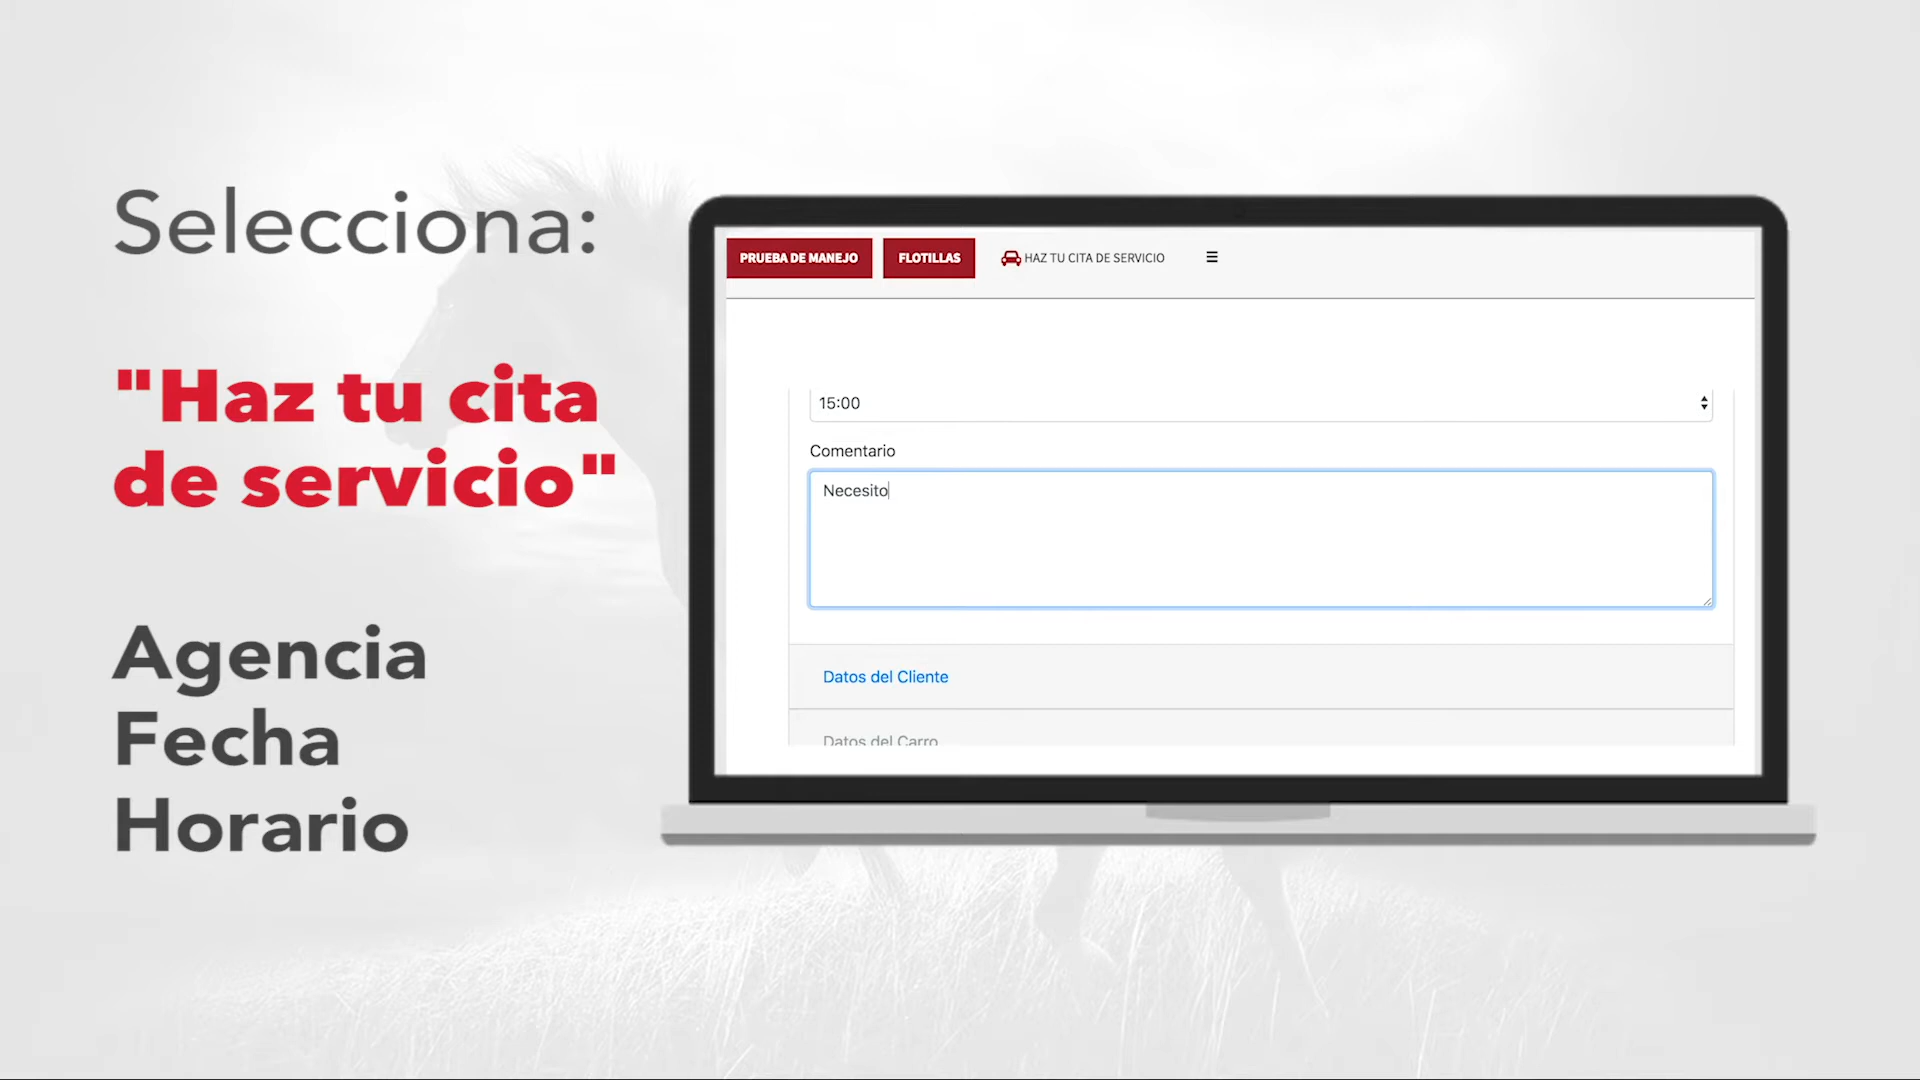 Selecciona:
"Haz tu cita
de servicio"
Agencia
Fecha
Horario
PRUEBA DE MANEJO
FLOTILLAS
HAZ TU CITA DE SERVICIO
15:00
Comentario
Necesito
Datos del Cliente
Datos del Carro